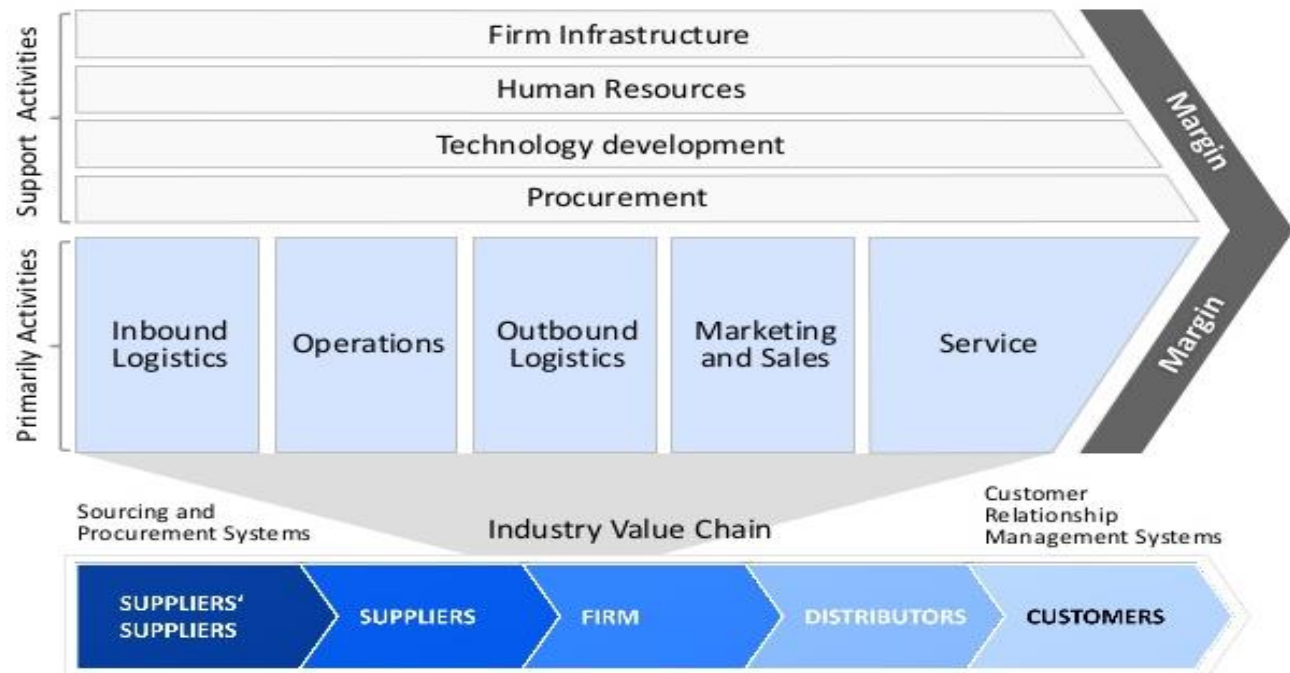 Support Activities
Firm Infrastructure
Human Resources
Technology development
Procurement
Margin
Margin
Primarily Activities
Inbound
Logistics
Operations
Outbound
Logistics
Marketing
and Sales
Service
Sourcing and
Procurement Systems
Industry Value Chain
Customer
Relationship
Management Systems
SUPPLIERS‘
SUPPLIERS
SUPPLIERS
FIRM
DISTRIBUTORS
CUSTOMERS